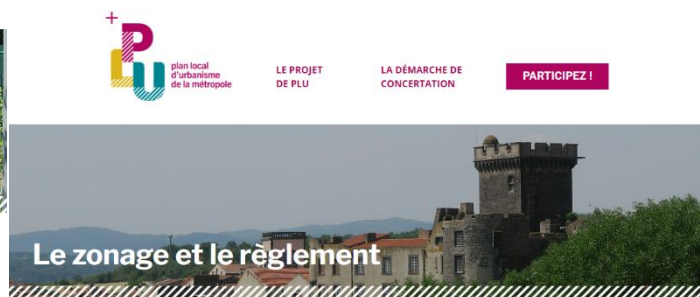 PLU
plan local
d'urbanisme
de la métropole
LE PROJET
DE PLU
LA DÉMARCHE DE
CONCERTATION
PARTICIPEZ !
Le zonage et le règlement